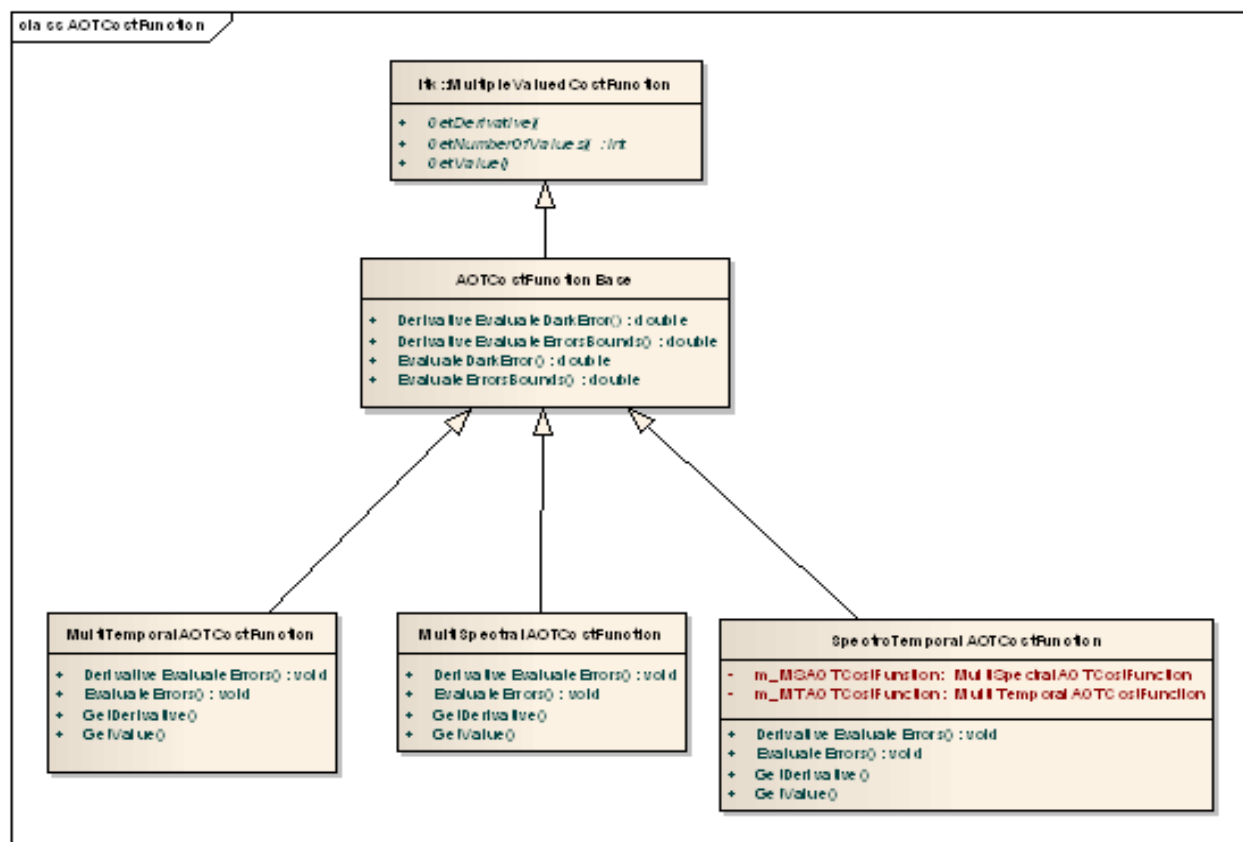 class AOTCostFunction
itk::MultipleValuedCostFunction
+ GetDerivative()
+ GetNumberOfValues() : int
+ GetValue()
AOTCostFunctionBase
+ DerivativeEvaluateDarkError() : double
+ DerivativeEvaluateErrorsBounds() : double
+ EvaluateDarkError() : double
+ EvaluateErrorsBounds() : double
MultiTemporalAOTCostFunction
+ DerivativeEvaluateErrors() : void
+ EvaluateErrors() : void
+ GetDerivative()
+ GetValue()
MultiSpectralAOTCostFunction
+ DerivativeEvaluateErrors() : void
+ EvaluateErrors() : void
+ GetDerivative()
+ GetValue()
SpectroTemporalAOTCostFunction
- m_MSAOTCostFunction: MultiSpectralAOTCostFunction
- m_MTAOTCostFunction: MultiTemporalAOTCostFunction
+ DerivativeEvaluateErrors() : void
+ EvaluateErrors() : void
+ GetDerivative()
+ GetValue()